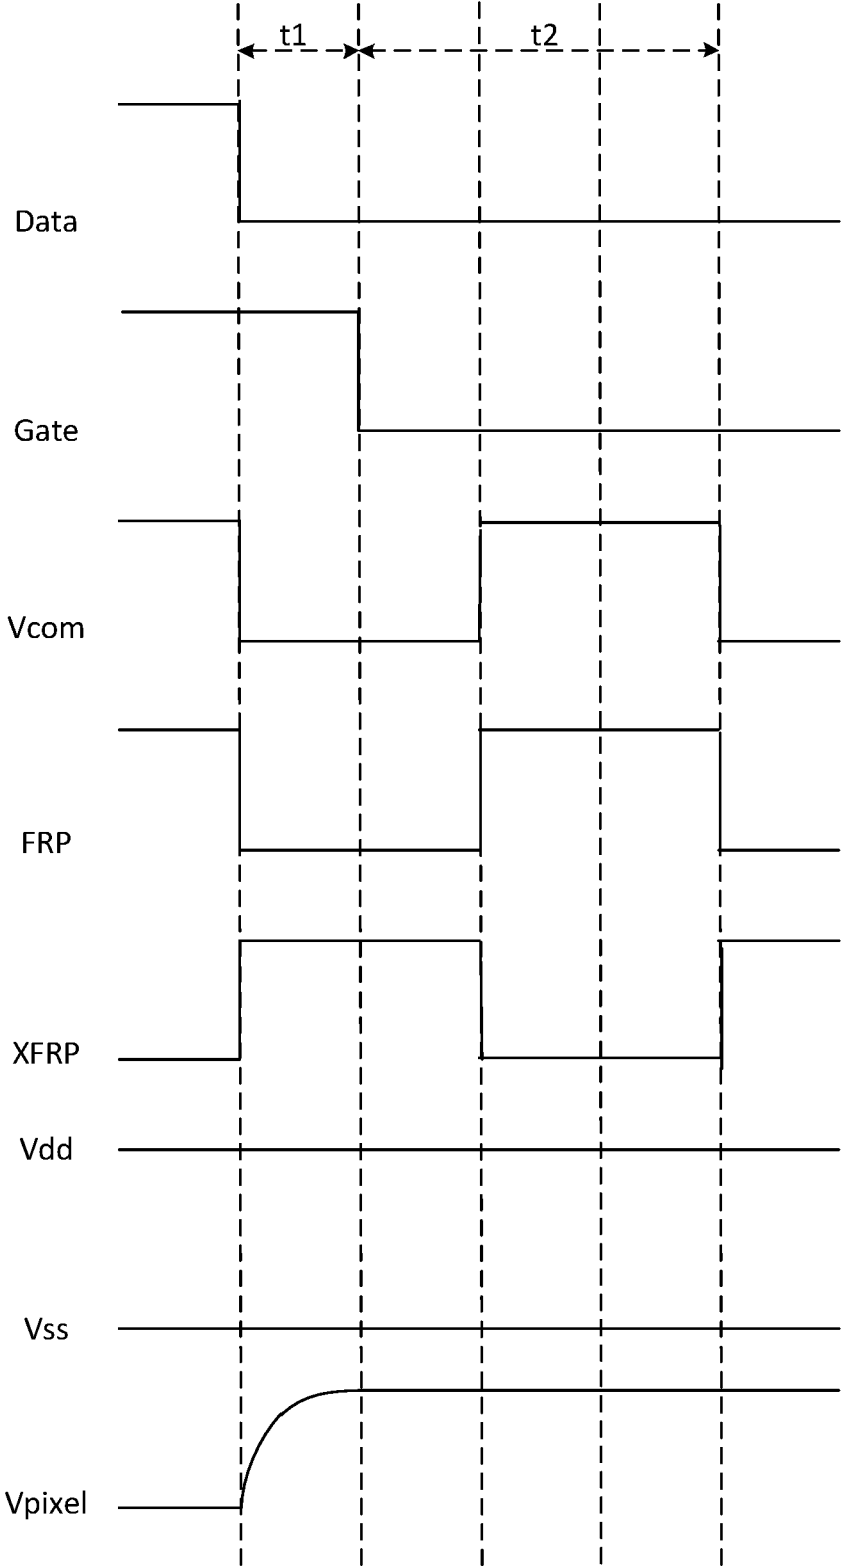 t1
t2
Data
Gate
Vcom
FRP
XFRP
Vdd
Vss
Vpixel